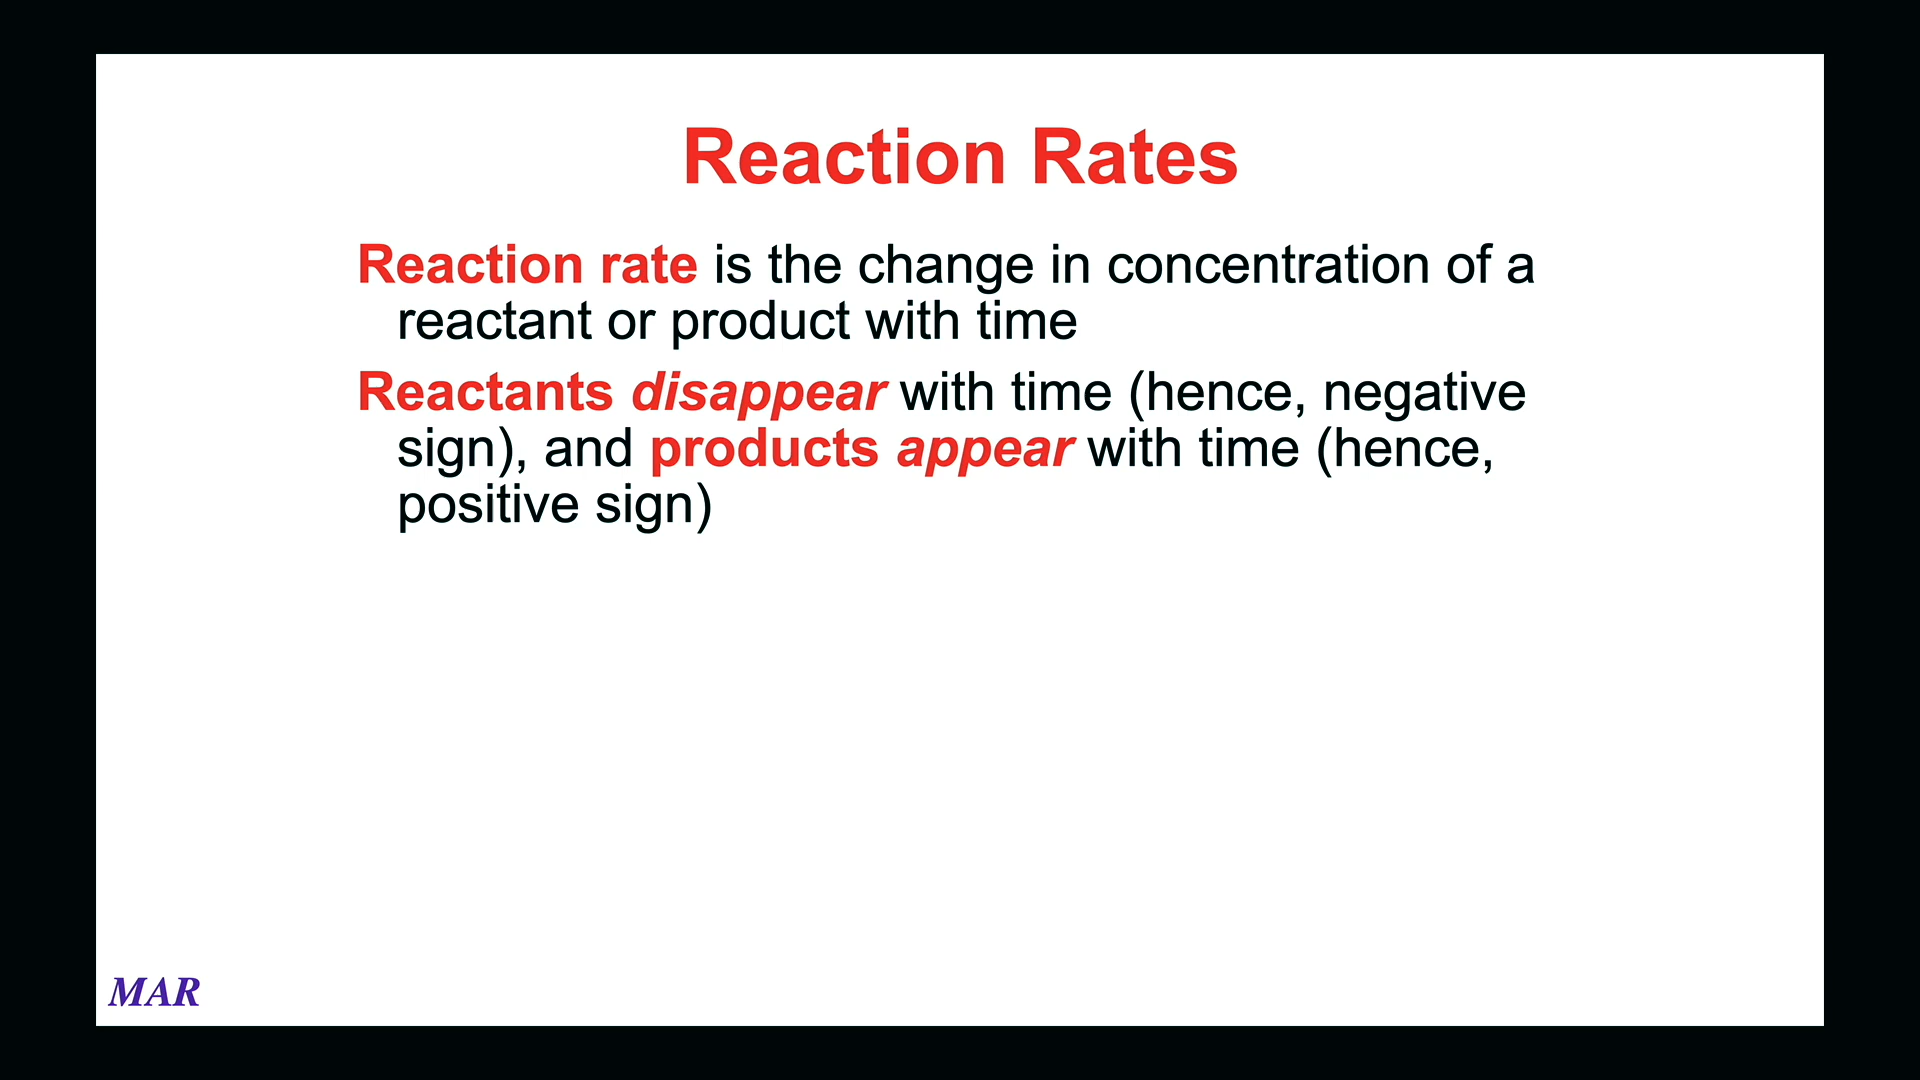 Reaction Rates
Reaction rate is the change in concentration of a
reactant or product with time
Reactants disappear with time (hence, negative
sign), and products appear with time (hence,
positive sign)
MAR